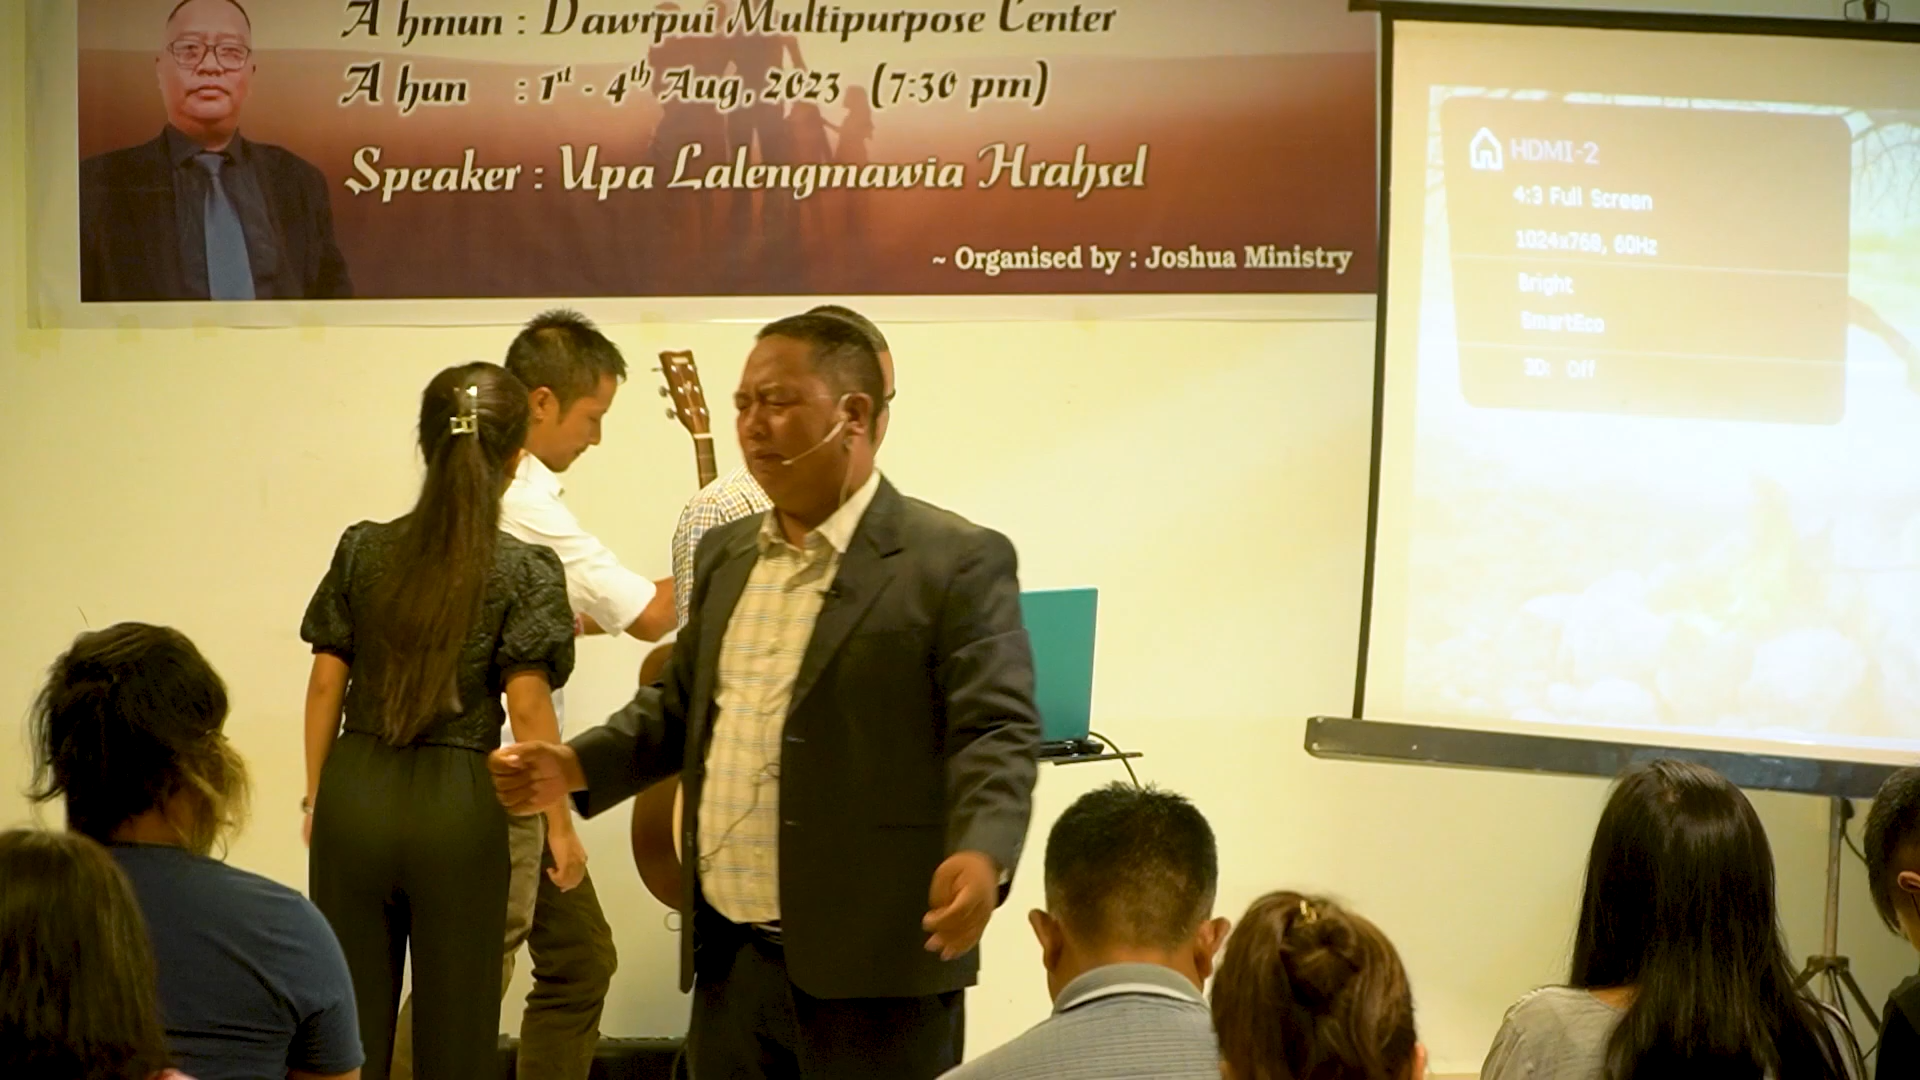 A hmun : Dawrpui Multipurpose Center
A hun : 1st - 4th Aug, 2023 (7:30 pm)
Speaker : Upa Lalengmawia Hrahsel
~ Organised by : Joshua Ministry
HDMI-2
4:3 Full Screen
1024x768, 60Hz
Bright
SmartEco
3D: Off